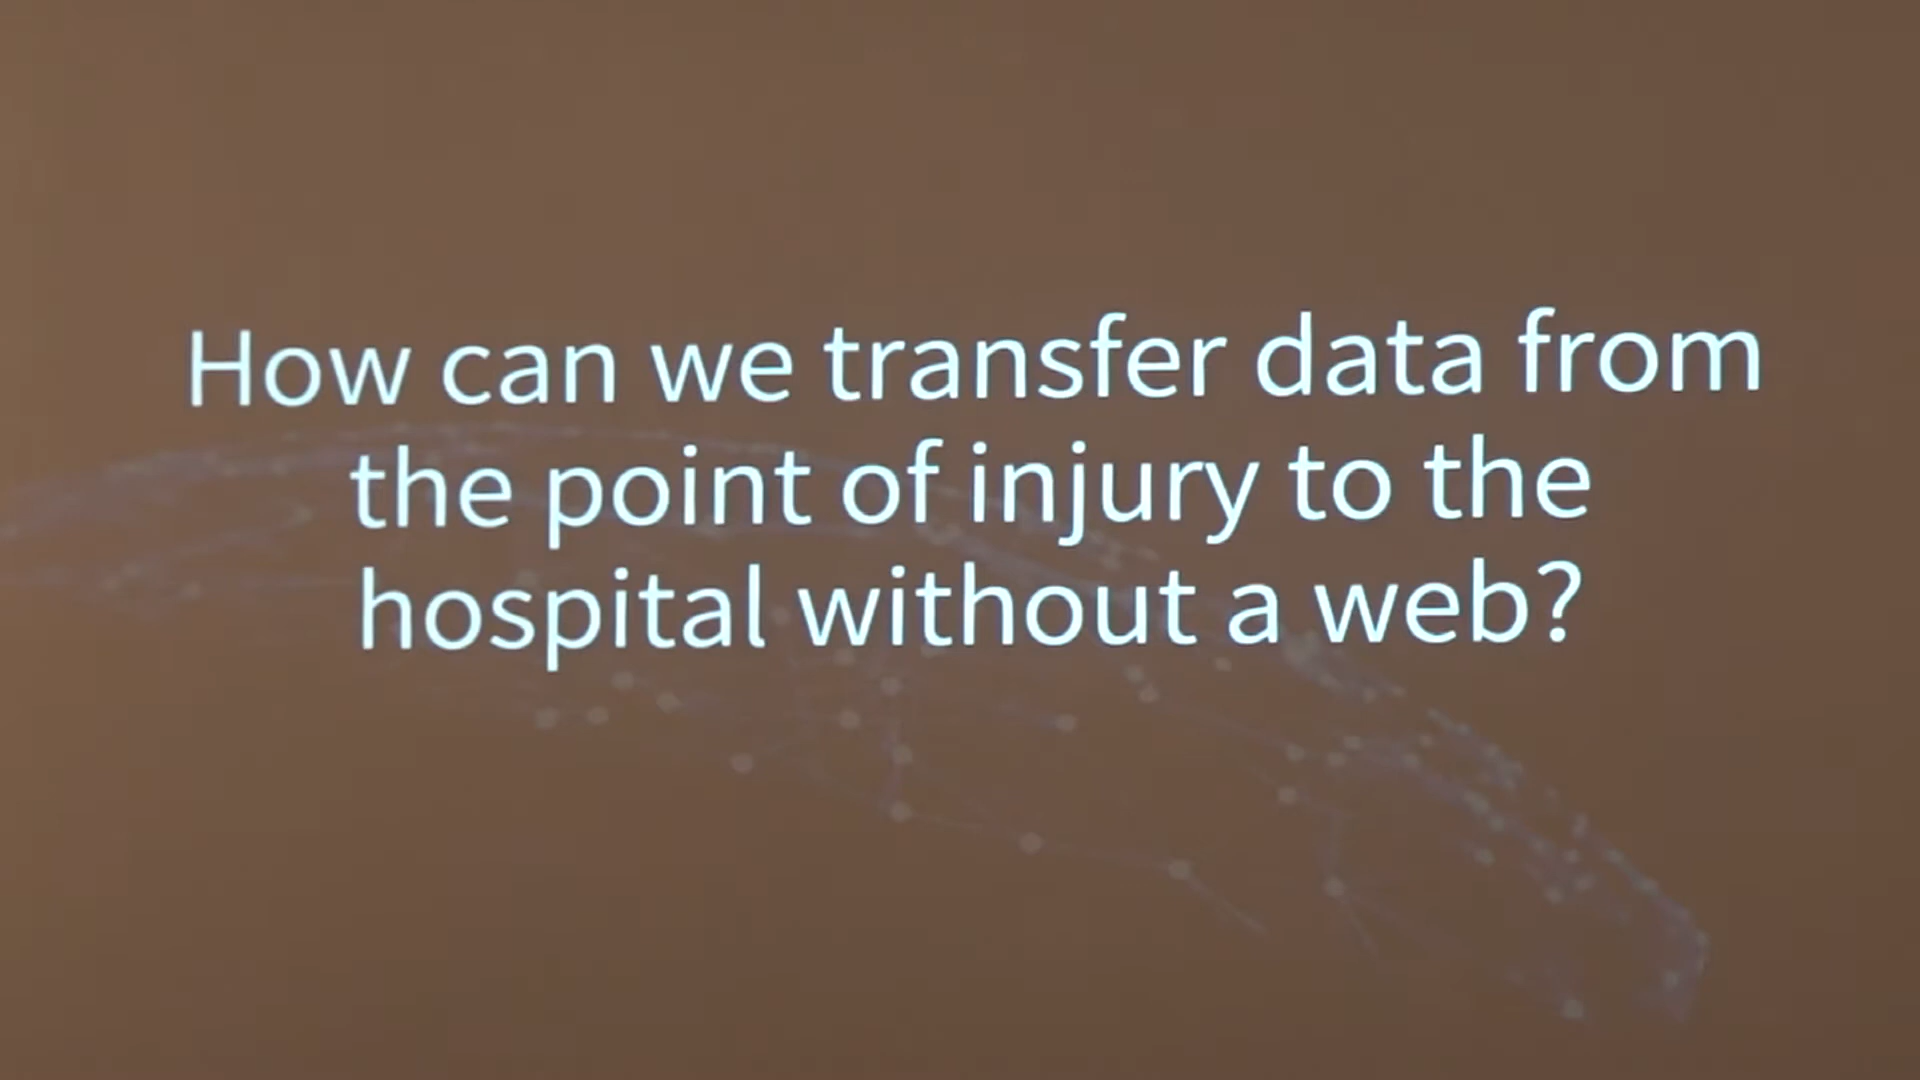 How can we transfer data from
the point of injury to the
hospital without a web?